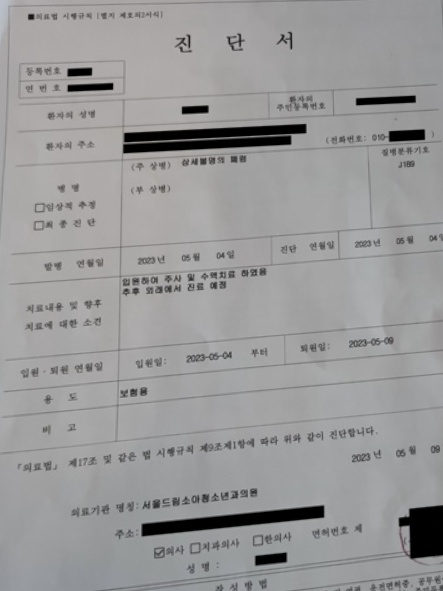 ■의료법 시행규칙 [별지 제호의2서식]
진 단 서
등록번호
연 번 호
환자의 성명
환자의
주민등록번호
환자의 주소
(전화번호: 010-
병 명
□임상적 추정
□최 종 진 단
(주 상병) 상세불명의 폐렴
(부 상병)
질병분류기호
J189
발병 연월일
2023 년 05 월 04 일
진단 연월일
2023 년 05 월 04 일
치료내용 및 향후
치료에 대한 소견
입원하여 주사 및 수액치료 하였음
추후 외래에서 진료 예정
입원·퇴원 연월일
입원일: 2023-05-04 부터
퇴원일: 2023-05-09
용 도
보험용
비 고
「의료법」 제17조 및 같은 법 시행규칙 제9조제1항에 따라 위와 같이 진단합니다.
2023 년 05 월 09
의료기관 명칭: 서울드림소아청소년과의원
주소:
☑의사 □치과의사 □한의사 면허번호 제
성 명 :
작 성 방 법
운전면허증, 공무원